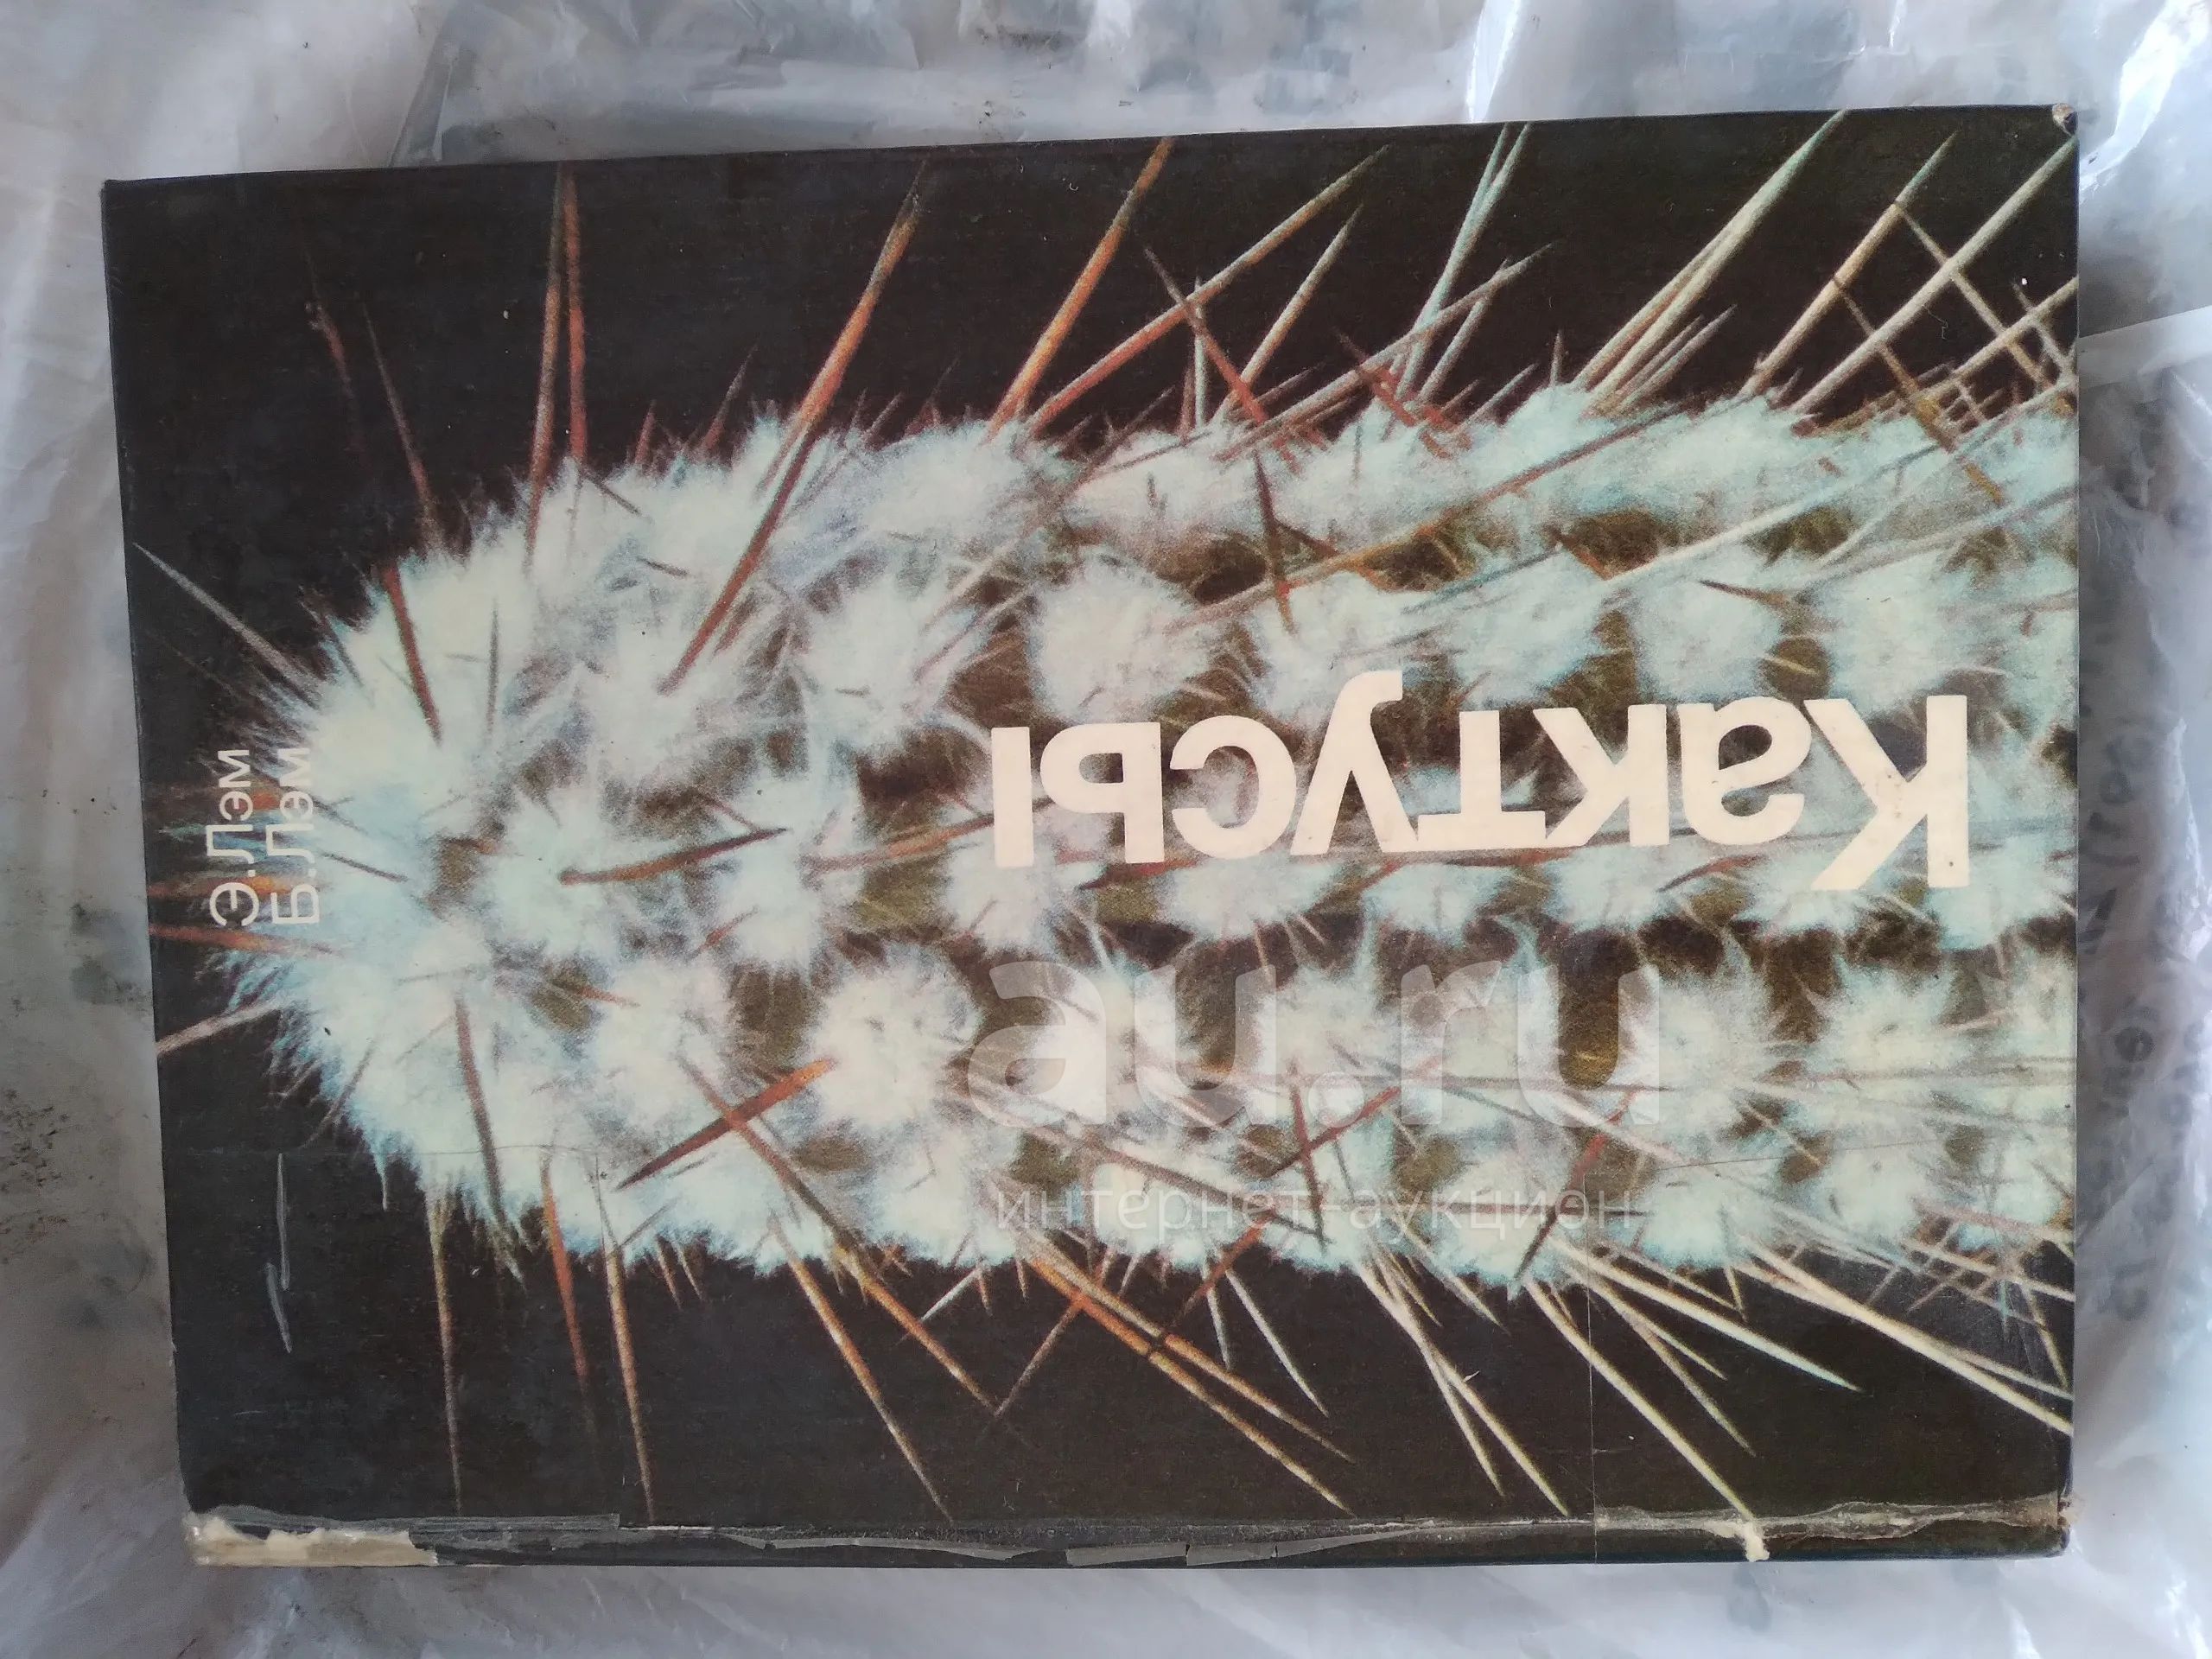 Э.Лэм
Б.Лэм
Кактусы
au.ru
интернет-аукцион